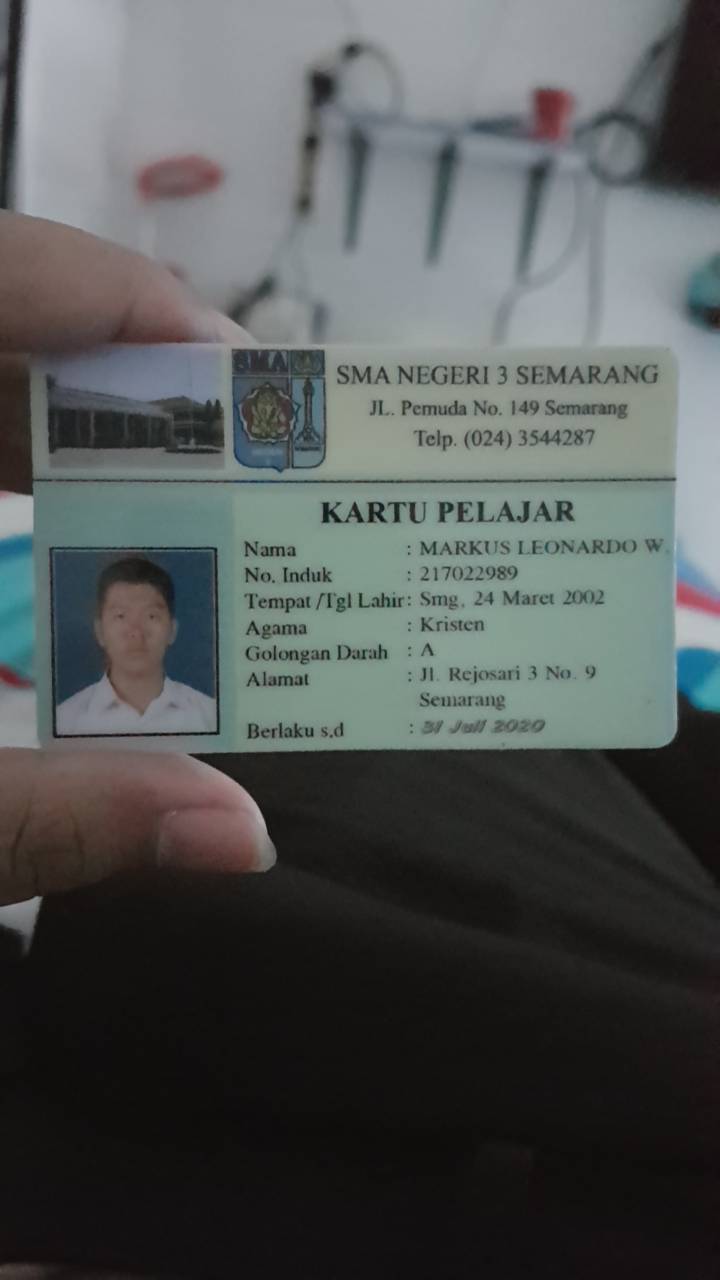 SMA
SMA NEGERI 3 SEMARANG
JL. Pemuda No. 149 Semarang
Telp. (024) 3544287
KARTU PELAJAR
Nama : MARKUS LEONARDO W.
No. Induk : 217022989
Tempat /Tgl Lahir : Smg, 24 Maret 2002
Agama : Kristen
Golongan Darah : A
Alamat : Jl. Rejosari 3 No. 9
Semarang
Berlaku s.d : 31 Juli 2020